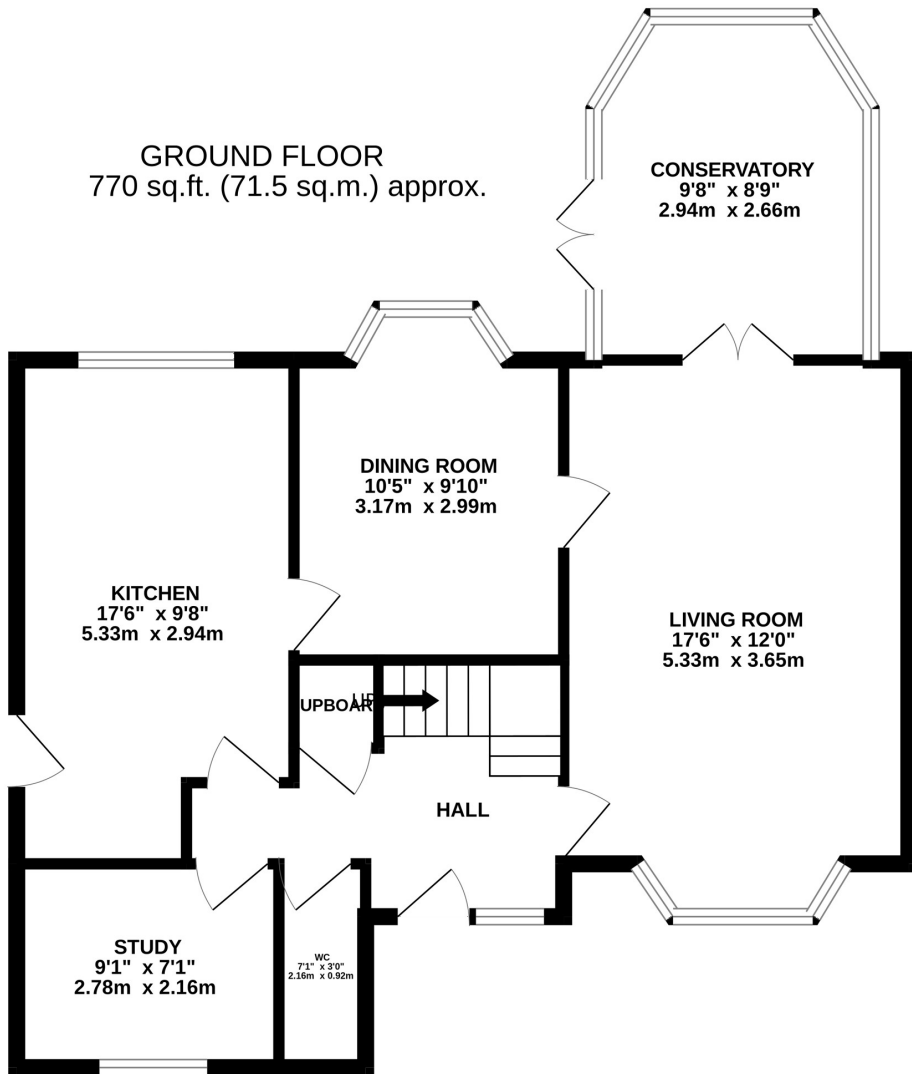 GROUND FLOOR
770 sq.ft. (71.5 sq.m.) approx.
CONSERVATORY
9'8" x 8'9"
2.94m x 2.66m
DINING ROOM
10'5" x 9'10"
3.17m x 2.99m
KITCHEN
17'6" x 9'8"
5.33m x 2.94m
LIVING ROOM
17'6" x 12'0"
5.33m x 3.65m
UPBOAR
UP
HALL
STUDY
9'1" x 7'1"
2.78m x 2.16m
WC
7'1" x 3'0"
2.16m x 0.92m